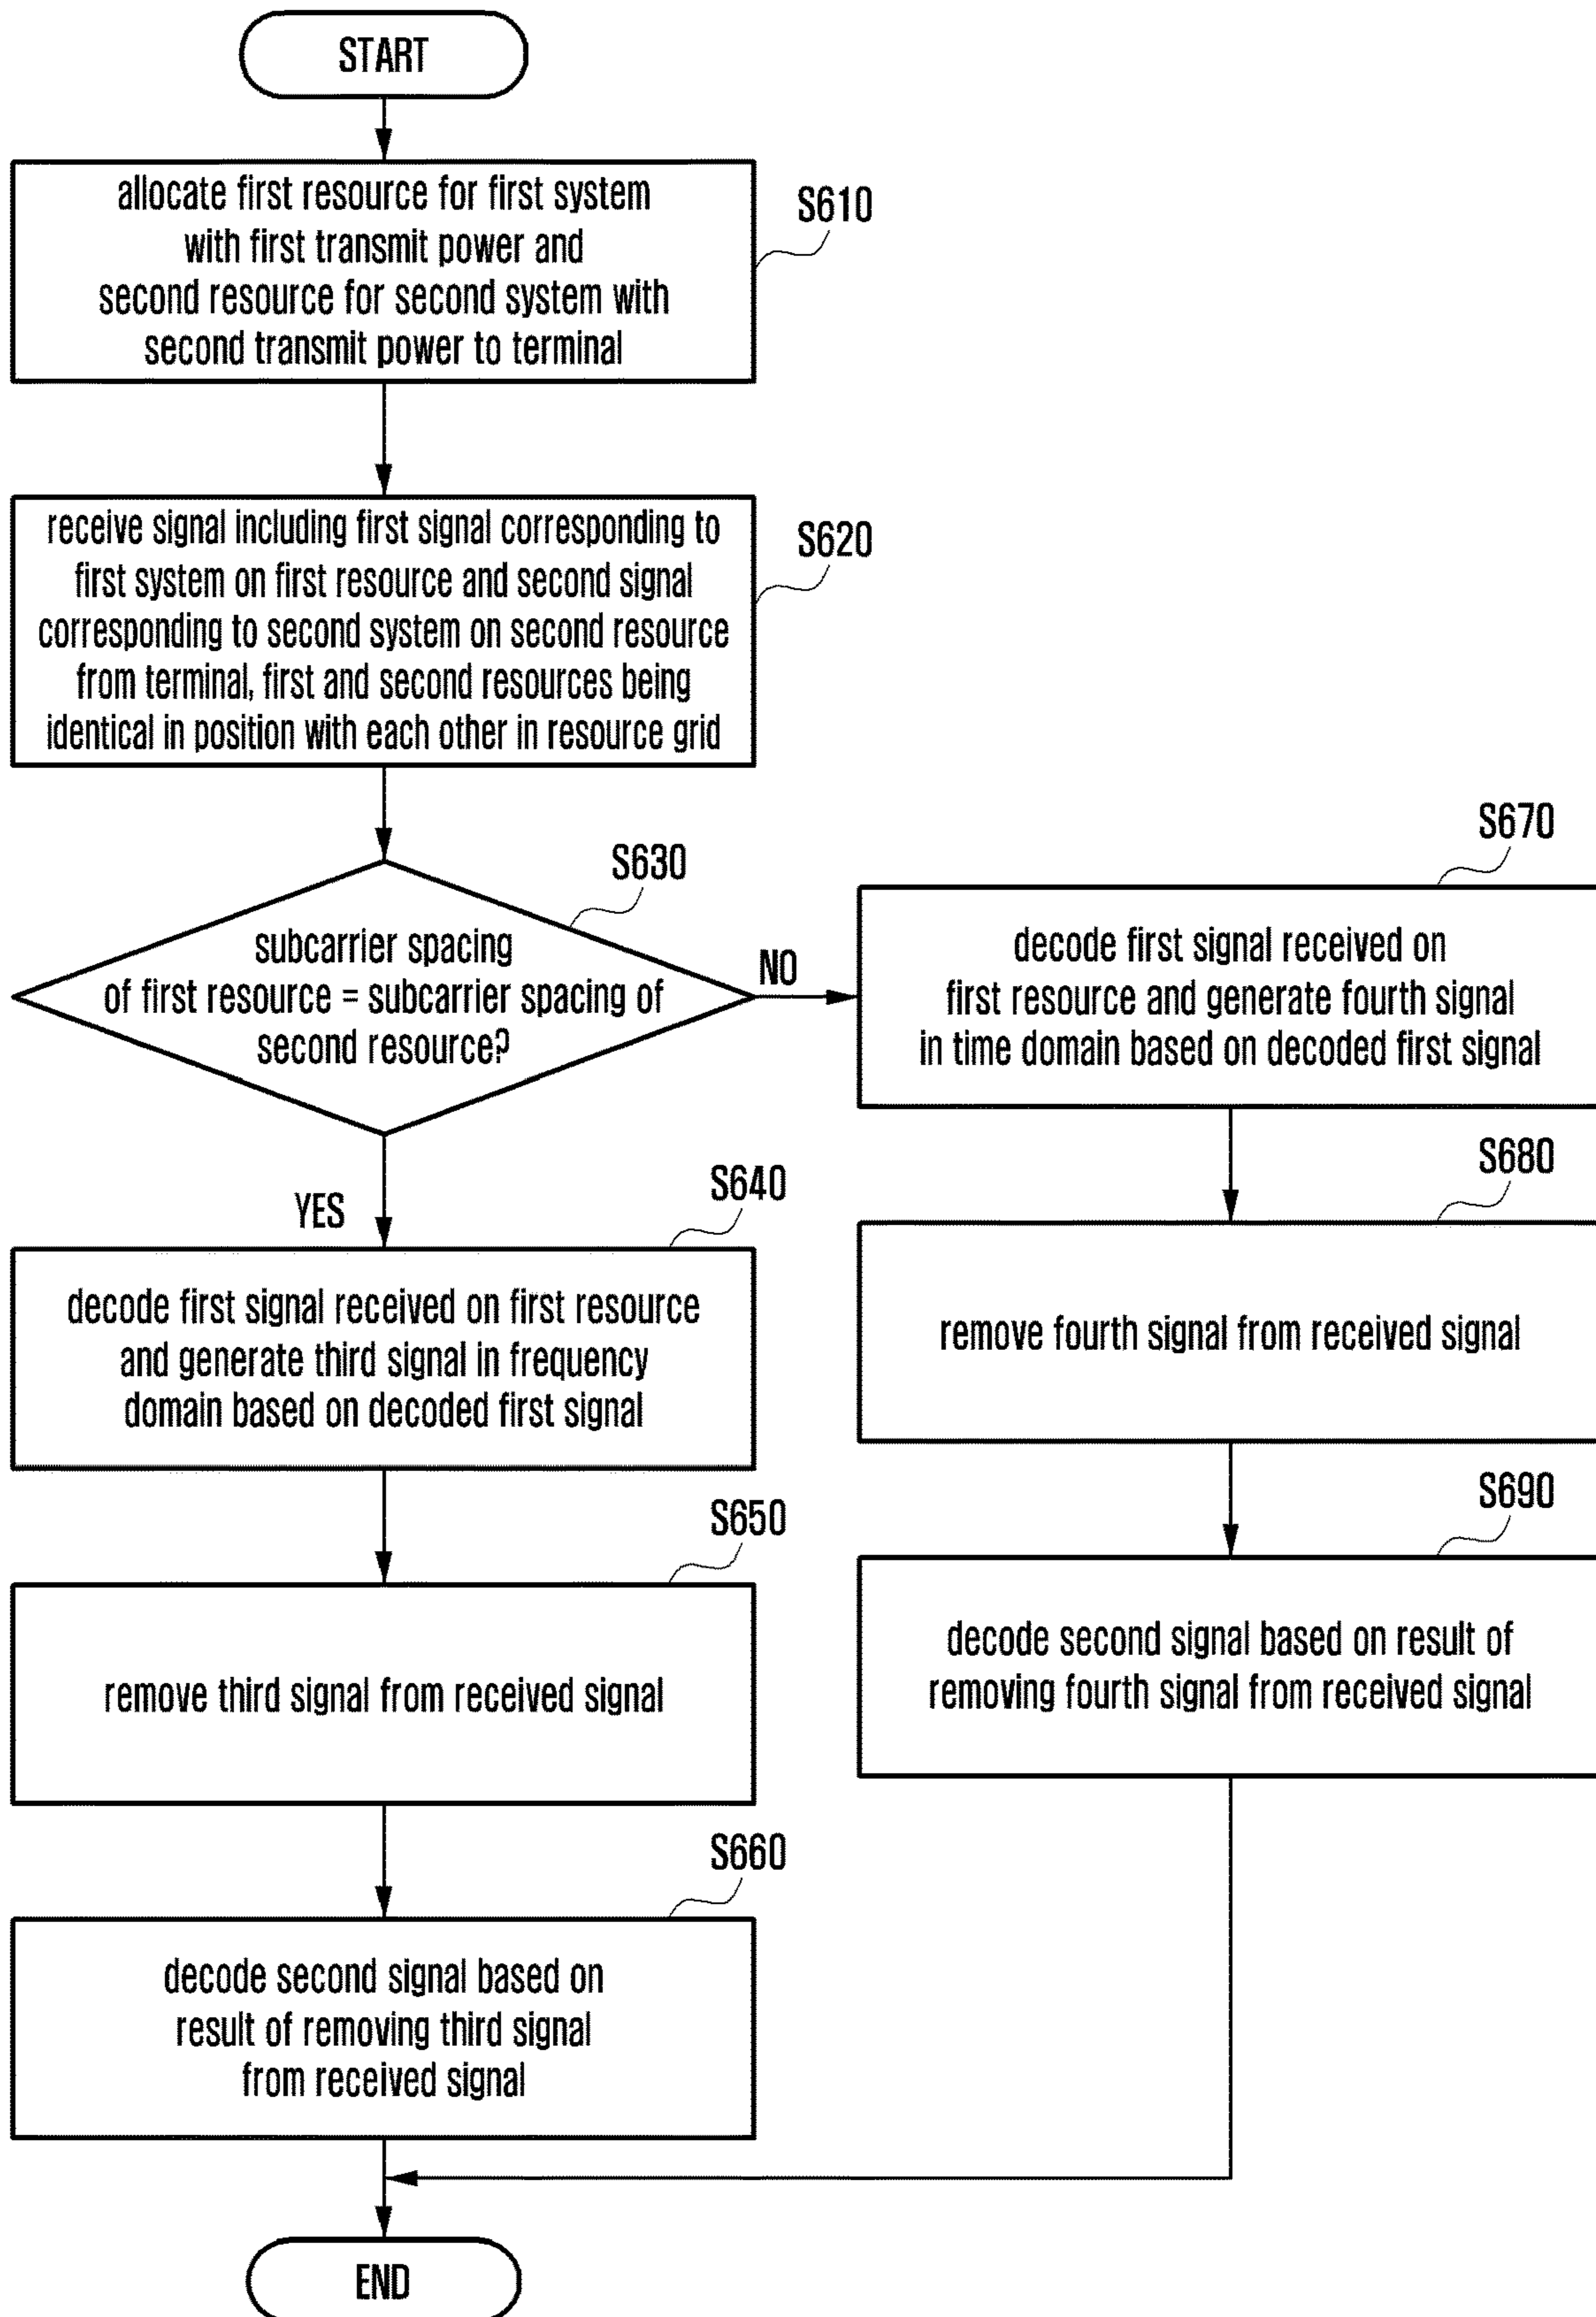 START
allocate first resource for first system
with first transmit power and
second resource for second system with
second transmit power to terminal
S610
receive signal including first signal corresponding to
first system on first resource and second signal
corresponding to second system on second resource
from terminal, first and second resources being
identical in position with each other in resource grid
S620
S630
subcarrier spacing
of first resource = subcarrier spacing of
second resource?
NO
YES
S640
decode first signal received on first resource
and generate third signal in frequency
domain based on decoded first signal
S650
remove third signal from received signal
S660
decode second signal based on
result of removing third signal
from received signal
S670
decode first signal received on
first resource and generate fourth signal
in time domain based on decoded first signal
S680
remove fourth signal from received signal
S690
decode second signal based on result of
removing fourth signal from received signal
END